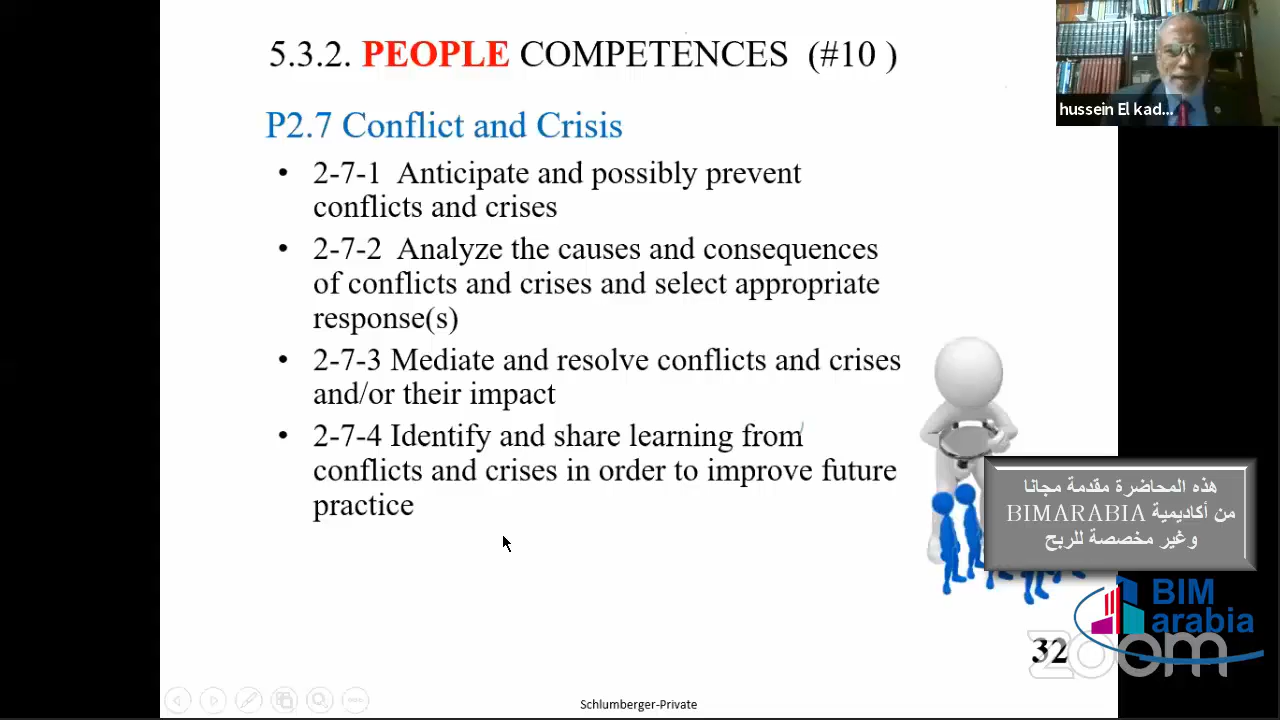 5.3.2. PEOPLE COMPETENCES (#10 )
hussein El kad...
P2.7 Conflict and Crisis
• 2-7-1 Anticipate and possibly prevent
conflicts and crises
• 2-7-2 Analyze the causes and consequences
of conflicts and crises and select appropriate
response(s)
• 2-7-3 Mediate and resolve conflicts and crises
and/or their impact
• 2-7-4 Identify and share learning from
conflicts and crises in order to improve future
practice
هذه المحاضرة مقدمة مجانا
من أكاديمية BIMARABIA
وغير مخصصة للربح
BIM
arabia
32
zoom
Schlumberger-Private